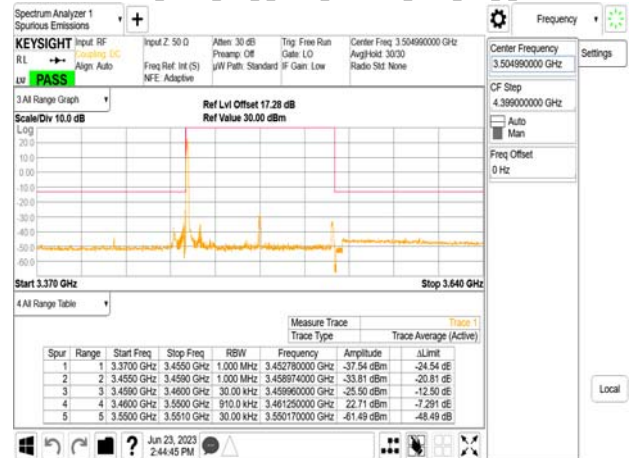 Spectrum Analyzer 1
Spurious Emissions
Frequency
KEYSIGHT Input: RF Input Z: 50 Ω Atten: 30 dB Trig: Free Run Center Freq: 3.504990000 GHz
RL Coupling: DC Preamp: Off Gate: LO Avg|Hold: 30/30
Align: Auto Freq Ref: Int (S) µW Path: Standard IF Gain: Low Radio Std: None
LU PASS NFE: Adaptive
Center Frequency
3.504990000 GHz
Settings
CF Step
4.399000000 GHz
Auto
Man
Freq Offset
0 Hz
3 All Range Graph
Ref Lvl Offset 17.28 dB
Scale/Div 10.0 dB Ref Value 30.00 dBm
Log
20.0
10.0
0.00
-10.0
-20.0
-30.0
-40.0
-50.0
-60.0
Start 3.370 GHz Stop 3.640 GHz
4 All Range Table
Measure Trace Trace 1
Trace Type Trace Average (Active)
Spur Range Start Freq Stop Freq RBW Frequency Amplitude ΔLimit
1 1 3.3700 GHz 3.4550 GHz 1.000 MHz 3.452780000 GHz -37.54 dBm -24.54 dB
2 2 3.4550 GHz 3.4590 GHz 1.000 MHz 3.458974000 GHz -33.81 dBm -20.81 dB
3 3 3.4590 GHz 3.4600 GHz 30.00 kHz 3.459960000 GHz -25.50 dBm -12.50 dB
4 4 3.4600 GHz 3.5500 GHz 910.0 kHz 3.461250000 GHz 22.71 dBm -7.291 dB
5 5 3.5500 GHz 3.5510 GHz 30.00 kHz 3.550170000 GHz -61.49 dBm -48.49 dB
Local
Jun 23, 2023
2:44:45 PM